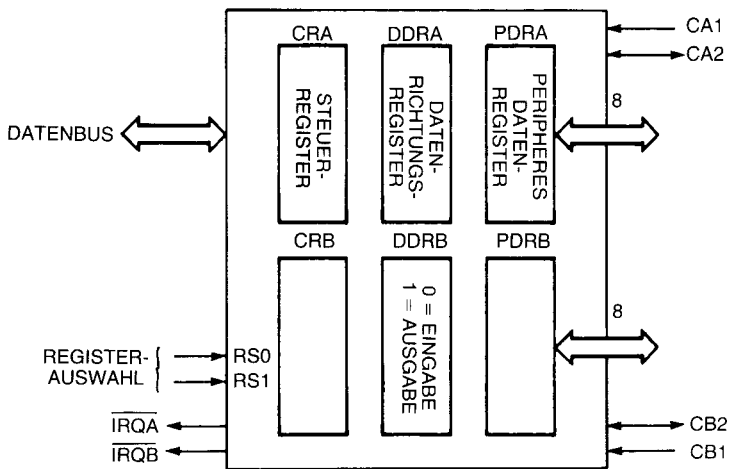 CRA DDRA PDRA
CA1
CA2
STEUER-
REGISTER
DATEN-
RICHTUNGS-
REGISTER
PERIPHERES
DATEN-
REGISTER
8
DATENBUS
CRB DDRB PDRB
0 = EINGABE
1 = AUSGABE
8
REGISTER-
AUSWAHL
RS0
RS1
IRQA
IRQB
CB2
CB1